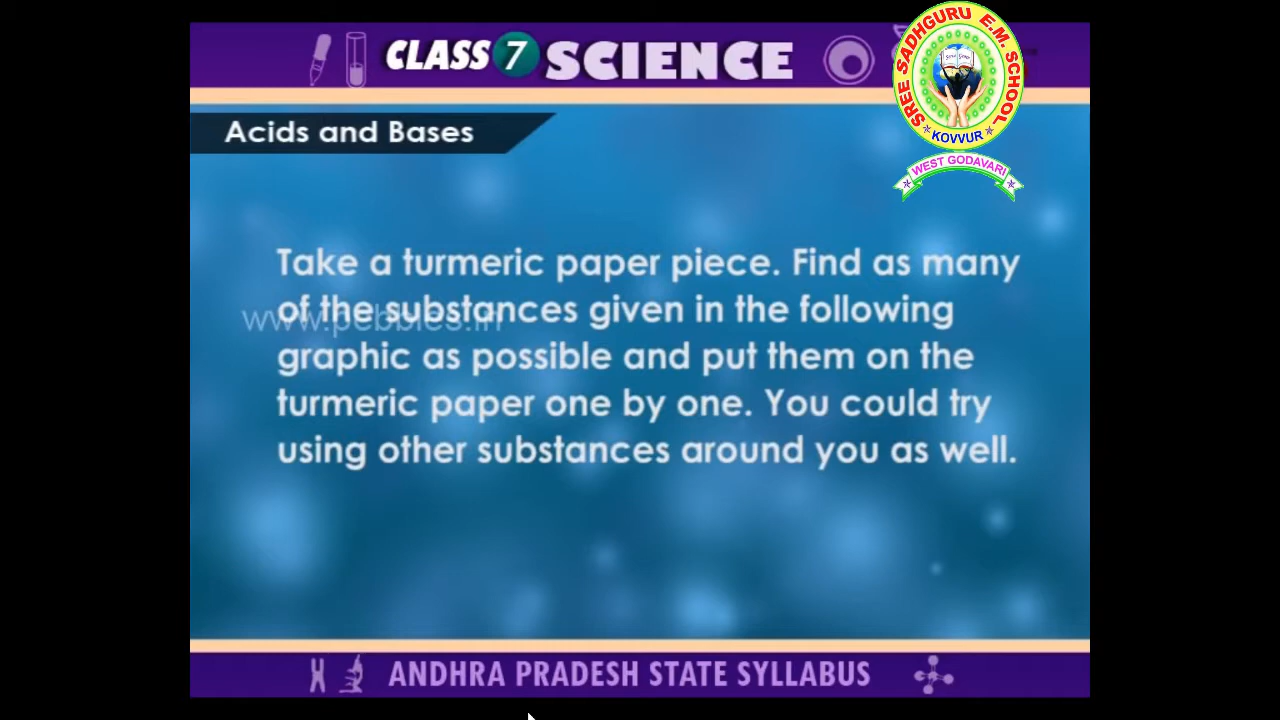 CLASS 7 SCIENCE
SREE SADHGURU E.M. SCHOOL
KOVVUR
WEST GODAVARI
Acids and Bases
Take a turmeric paper piece. Find as many
of the substances given in the following
www.pebbles.in
graphic as possible and put them on the
turmeric paper one by one. You could try
using other substances around you as well.
ANDHRA PRADESH STATE SYLLABUS